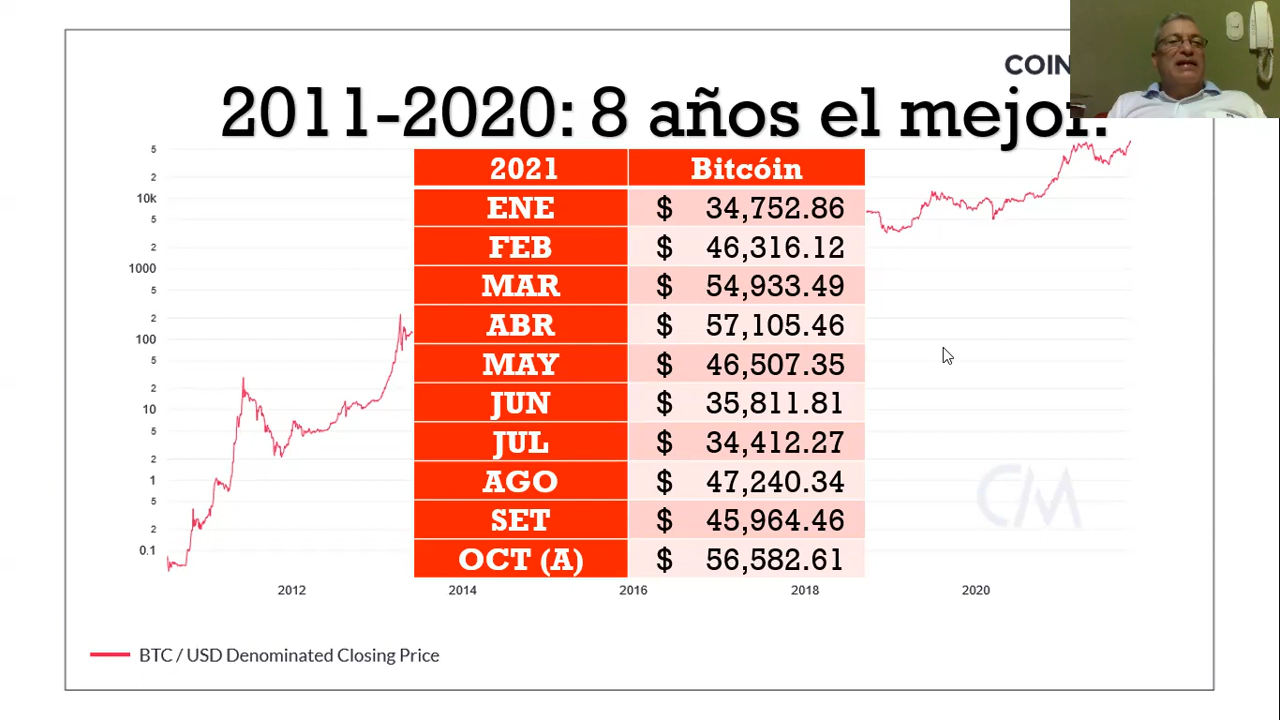 COIN
2011-2020: 8 años el mejor.
2021 Bitcóin
ENE $ 34,752.86
FEB $ 46,316.12
MAR $ 54,933.49
ABR $ 57,105.46
MAY $ 46,507.35
JUN $ 35,811.81
JUL $ 34,412.27
AGO $ 47,240.34
SET $ 45,964.46
OCT (A) $ 56,582.61
5
2
10k
5
2
1000
5
2
100
5
2
10
5
2
1
5
2
0.1
2012 2014 2016 2018 2020
CM
BTC / USD Denominated Closing Price